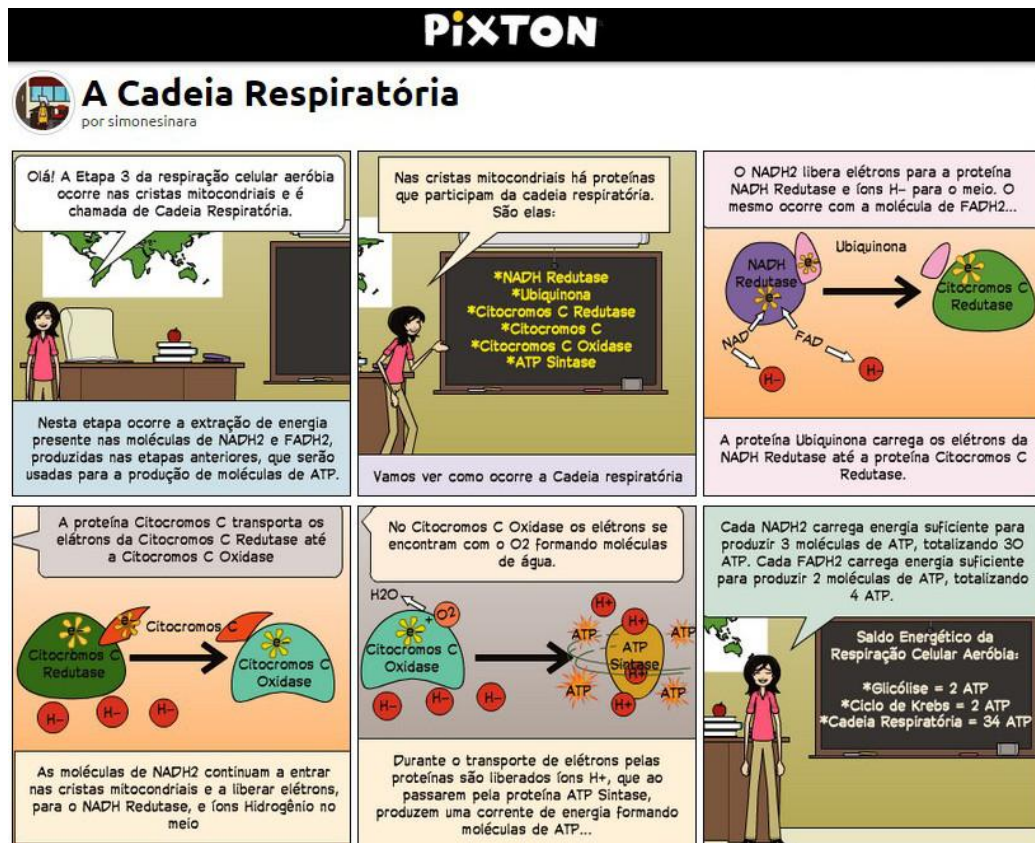 PiXTON
A Cadeia Respiratória
por simonesinara
Olá! A Etapa 3 da respiração celular aeróbia
ocorre nas cristas mitocondriais e é
chamada de Cadeia Respiratória.
Nesta etapa ocorre a extração de energia
presente nas moléculas de NADH2 e FADH2,
produzidas nas etapas anteriores, que serão
usadas para a produção de moléculas de ATP.
Nas cristas mitocondriais há proteínas
que participam da cadeia respiratória.
São elas:
*NADH Redutase
*Ubiquinona
*Citocromos C Redutase
*Citocromos C
*Citocromos C Oxidase
*ATP Sintase
Vamos ver como ocorre a Cadeia respiratória
O NADH2 libera elétrons para a proteína
NADH Redutase e íons H- para o meio. O
mesmo ocorre com a molécula de FADH2...
Ubiquinona
NADH
Redutase
e-
e-
e-
Citocromos C
Redutase
NAD
FAD
H-
H-
A proteína Ubiquinona carrega os elétrons da
NADH Redutase até a proteína Citocromos C
Redutase.
A proteína Citocromos C transporta os
elátrons da Citocromos C Redutase até
a Citocromos C Oxidase
e-
e-
Citocromos C
e-
Citocromos C
Redutase
Citocromos C
Oxidase
H-
H-
H-
As moléculas de NADH2 continuam a entrar
nas cristas mitocondriais e a liberar elétrons,
para o NADH Redutase, e íons Hidrogênio no
meio
No Citocromos C Oxidase os elétrons se
encontram com o O2 formando moléculas
de água.
H2O
e-
+
O2
Citocromos C
Oxidase
H-
H-
H-
H+
H+
ATP
ATP
ATP
Sintase
H+
ATP
ATP
H+
Durante o transporte de elétrons pelas
proteínas são liberados íons H+, que ao
passarem pela proteína ATP Sintase,
produzem uma corrente de energia formando
moléculas de ATP...
Cada NADH2 carrega energia suficiente para
produzir 3 moléculas de ATP, totalizando 30
ATP. Cada FADH2 carrega energia suficiente
para produzir 2 moléculas de ATP, totalizando
4 ATP.
Saldo Energético da
Respiração Celular Aeróbia:
*Glicólise = 2 ATP
*Ciclo de Krebs = 2 ATP
*Cadeia Respiratória = 34 ATP